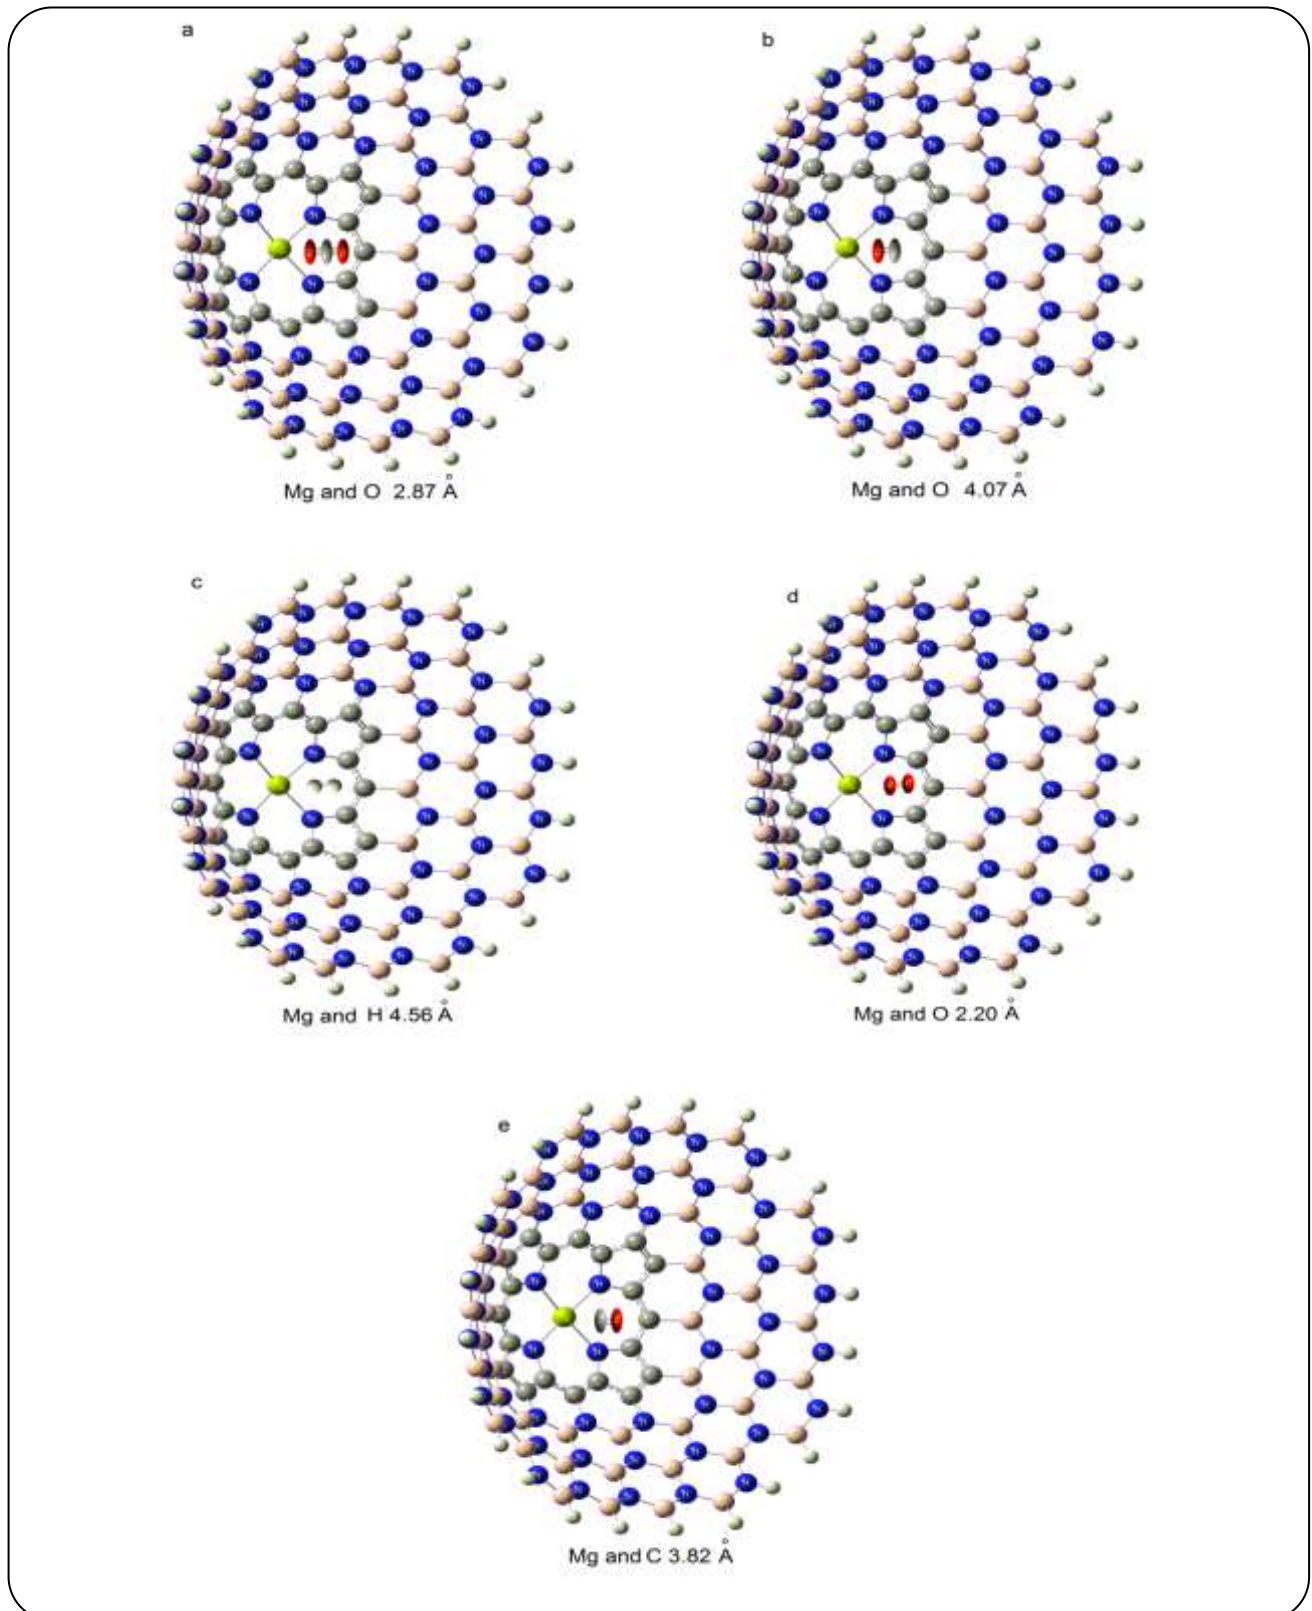 a
b
Mg and O 2.87 Å
Mg and O 4.07 Å
c
d
Mg and H 4.56 Å
Mg and O 2.20 Å
e
Mg and C 3.82 Å